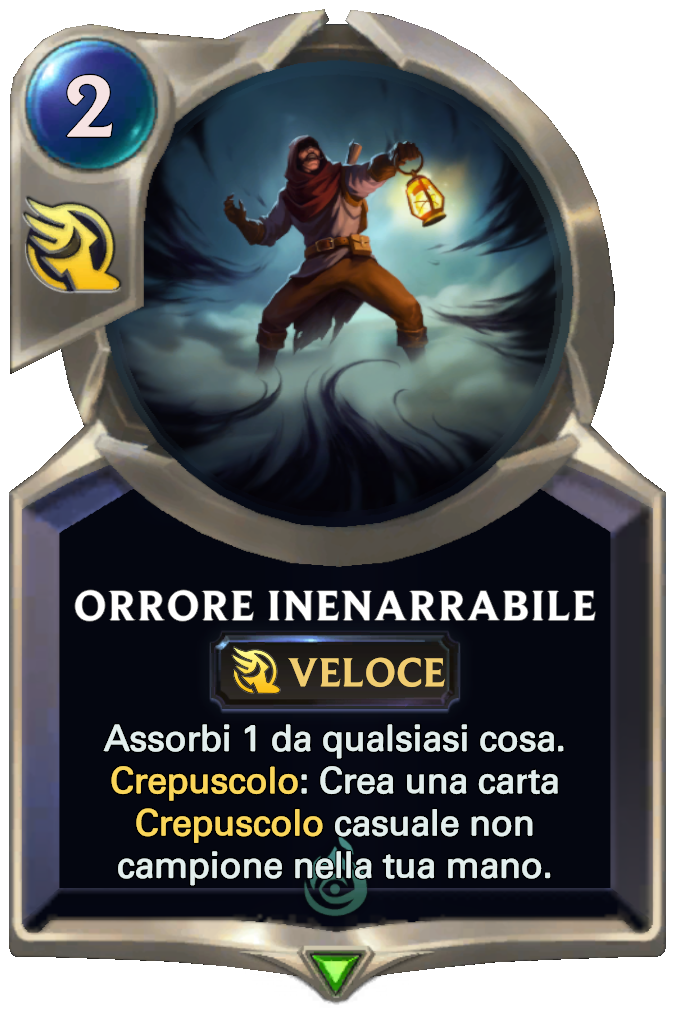 2
ORRORE INENARRABILE
VELOCE
Assorbi 1 da qualsiasi cosa.
Crepuscolo: Crea una carta
Crepuscolo casuale non
campione nella tua mano.